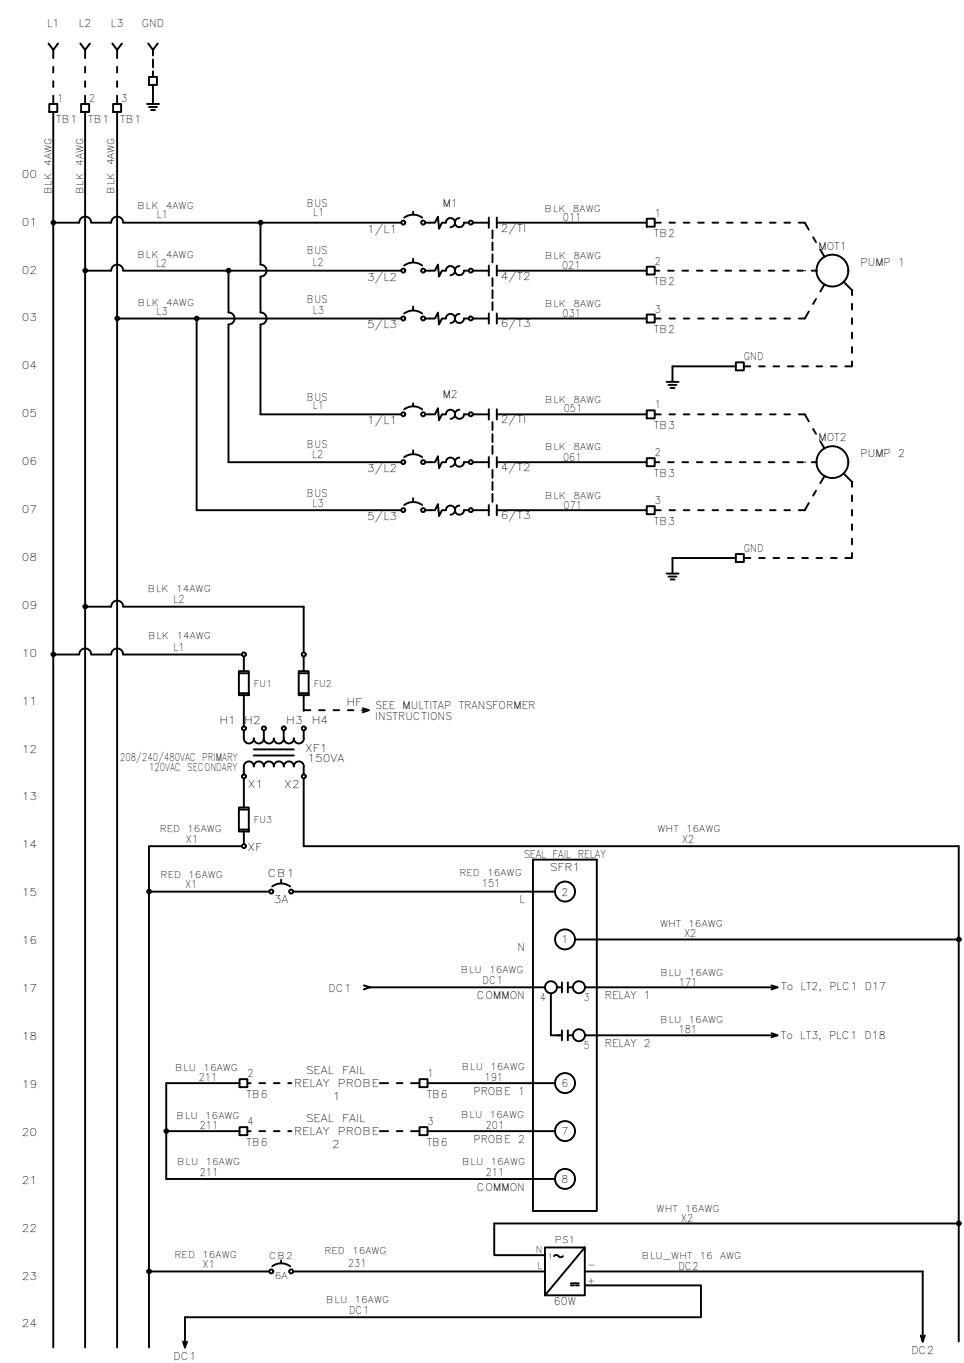 L1 L2 L3 GND
1 2 3
TB1 TB1 TB1
BLK 4AWG BLK 4AWG BLK 4AWG
00
01
BLK 4AWG
L1
BUS
L1
1/L1
M1
2/T1
BLK 8AWG
011
1
TB2
MOT1
PUMP 1
02
BLK 4AWG
L2
BUS
L2
3/L2
4/T2
BLK 8AWG
021
2
TB2
03
BLK 4AWG
L3
BUS
L3
5/L3
6/T3
BLK 8AWG
031
3
TB2
04
GND
05
BUS
L1
1/L1
M2
2/T1
BLK 8AWG
051
1
TB3
MOT2
PUMP 2
06
BUS
L2
3/L2
4/T2
BLK 8AWG
061
2
TB3
07
BUS
L3
5/L3
6/T3
BLK 8AWG
071
3
TB3
08
GND
09
BLK 14AWG
L2
10
BLK 14AWG
L1
11
FU1
FU2
HF
SEE MULTITAP TRANSFORMER
INSTRUCTIONS
H1 H2 H3 H4
12
XF1
150VA
208/240/480VAC PRIMARY
120VAC SECONDARY
X1 X2
13
FU3
14
RED 16AWG
X1
XF
WHT 16AWG
X2
SEAL FAIL RELAY
SFR1
15
RED 16AWG
X1
CB1
3A
RED 16AWG
151
L
2
16
N
1
WHT 16AWG
X2
17
DC1
BLU 16AWG
DC1
COMMON
4
3
BLU 16AWG
171
RELAY 1
To LT2, PLC1 D17
18
5
BLU 16AWG
181
RELAY 2
To LT3, PLC1 D18
19
BLU 16AWG
211
2
TB6
SEAL FAIL
RELAY PROBE
1
1
TB6
BLU 16AWG
191
PROBE 1
6
20
BLU 16AWG
211
4
TB6
SEAL FAIL
RELAY PROBE
2
3
TB6
BLU 16AWG
201
PROBE 2
7
21
BLU 16AWG
211
BLU 16AWG
211
COMMON
8
22
WHT 16AWG
X2
23
RED 16AWG
X1
CB2
6A
RED 16AWG
231
PS1
N
L
1
-
+
60W
BLU_WHT 16 AWG
DC2
24
BLU 16AWG
DC1
DC1
DC2